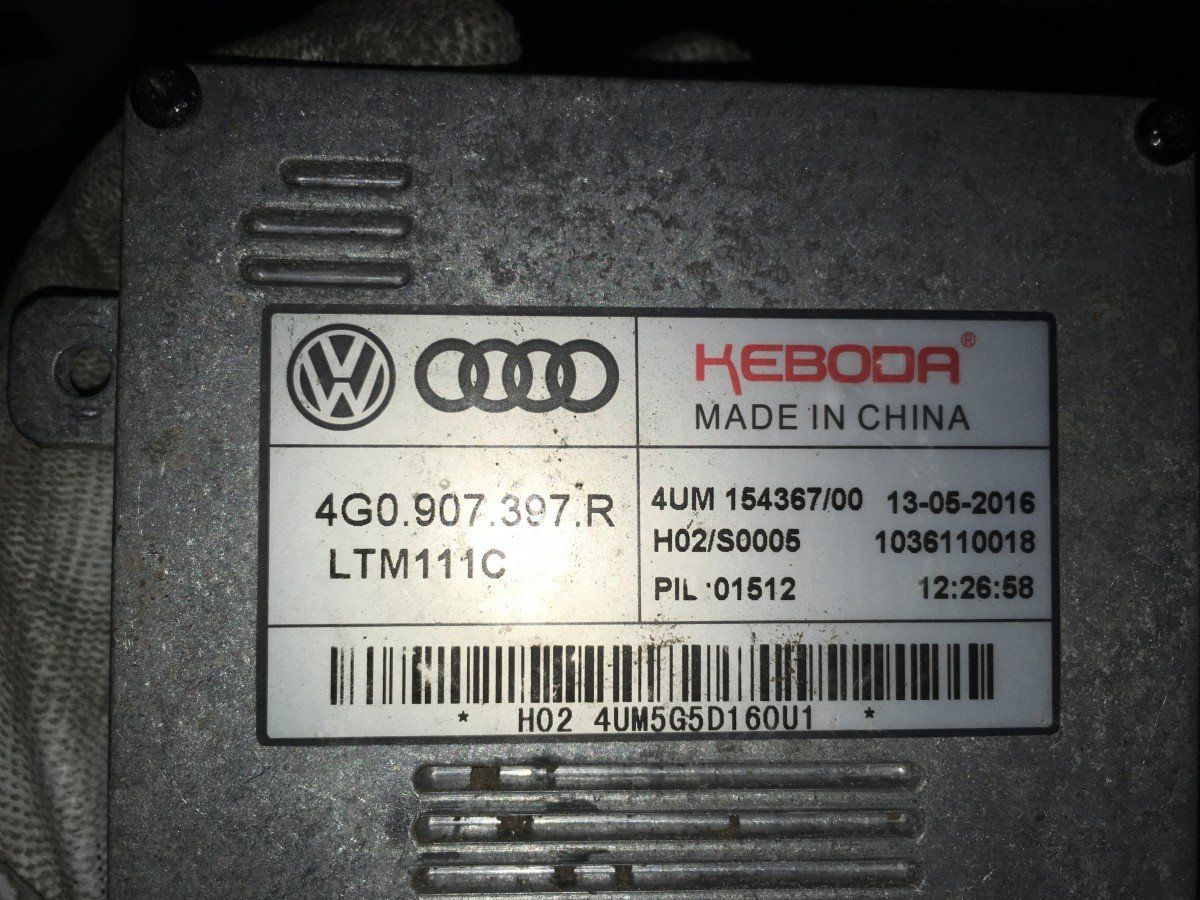 KEBODA®
MADE IN CHINA
4G0.907.397.R
LTM111C
4UM 154367/00 13-05-2016
H02/S0005 1036110018
PIL 01512 12:26:58
* H02 4UM5G5D160U1 *